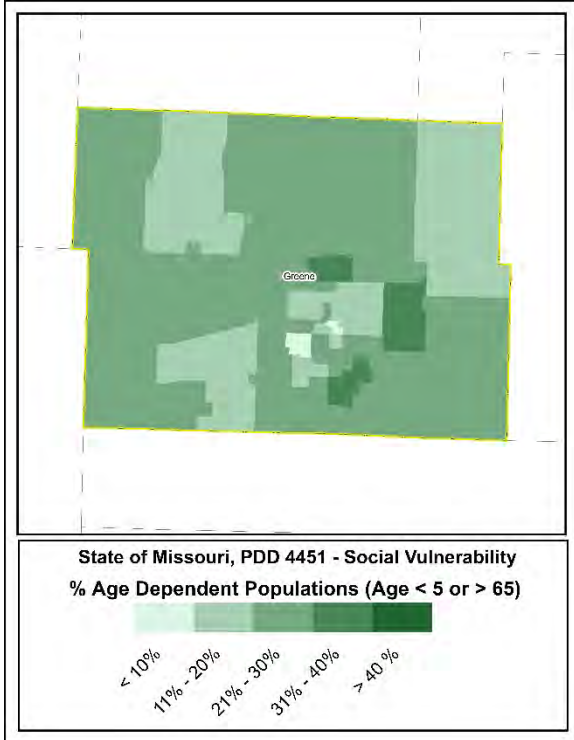 Greene
State of Missouri, PDD 4451 - Social Vulnerability
% Age Dependent Populations (Age < 5 or > 65)
< 10%
11% - 20%
21% - 30%
31% - 40%
> 40 %